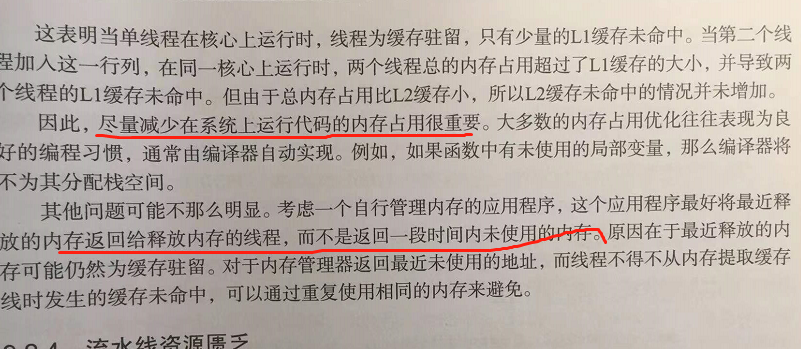 这表明当单线程在核心上运行时，线程为缓存驻留，只有少量的L1缓存未命中。当第二个线
程加入这一行列，在同一核心上运行时，两个线程总的内存占用超过了L1缓存的大小，并导致两
个线程的L1缓存未命中。但由于总内存占用比L2缓存小，所以L2缓存未命中的情况并未增加。
因此，尽量减少在系统上运行代码的内存占用很重要。大多数的内存占用优化往往表现为良
好的编程习惯，通常由编译器自动实现。例如，如果函数中有未使用的局部变量，那么编译器将
不为其分配栈空间。
其他问题可能不那么明显。考虑一个自行管理内存的应用程序，这个应用程序最好将最近释
放的内存返回给释放内存的线程，而不是返回一段时间内未使用的内存。原因在于最近释放的内
存可能仍然为缓存驻留。对于内存管理器返回最近未使用的地址，而线程不得不从内存提取缓存
线时发生的缓存未命中，可以通过重复使用相同的内存来避免。
流水线资源匮乏